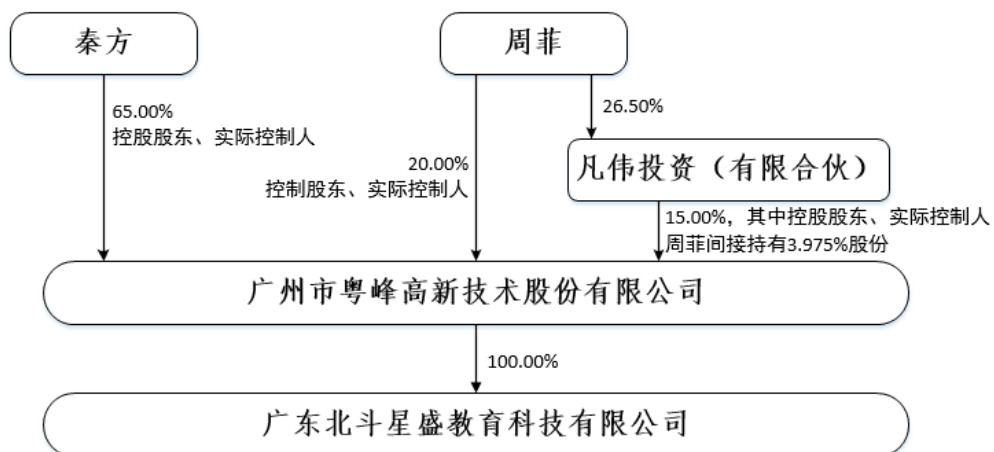 秦方
周菲
65.00%
控股股东、实际控制人
26.50%
20.00%
控制股东、实际控制人
凡伟投资（有限合伙）
15.00%，其中控股股东、实际控制人
周菲间接持有3.975%股份
广州市粤峰高新技术股份有限公司
100.00%
广东北斗星盛教育科技有限公司